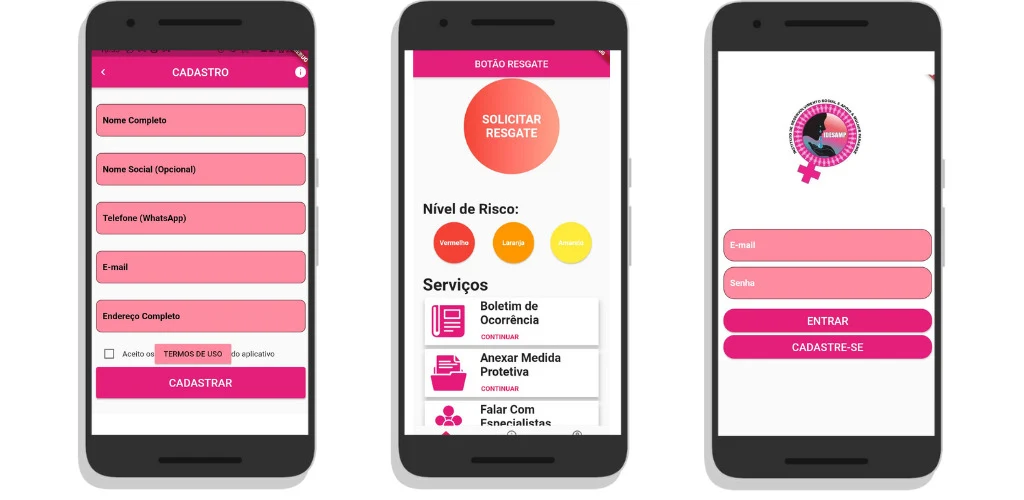 CADASTRO
Nome Completo
Nome Social (Opcional)
Telefone (WhatsApp)
E-mail
Endereço Completo
Aceito os TERMOS DE USO do aplicativo
CADASTRAR
BOTÃO RESGATE
SOLICITAR
RESGATE
Nível de Risco:
Vermelho Laranja Amarelo
Serviços
Boletim de
Ocorrência
CONTINUAR
Anexar Medida
Protetiva
CONTINUAR
Falar Com
Especialistas
IDESAMP
E-mail
Senha
ENTRAR
CADASTRE-SE